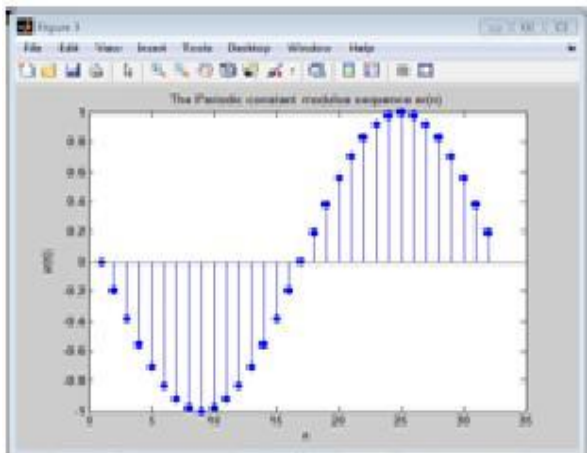 Figure 1
File Edit View Insert Tools Desktop Window Help
The Periodic constant modulus sequence
1
0.8
0.6
0.4
0.2
0
-0.2
-0.4
-0.6
-0.8
-1
0 5 10 15 20 25 30 35
n